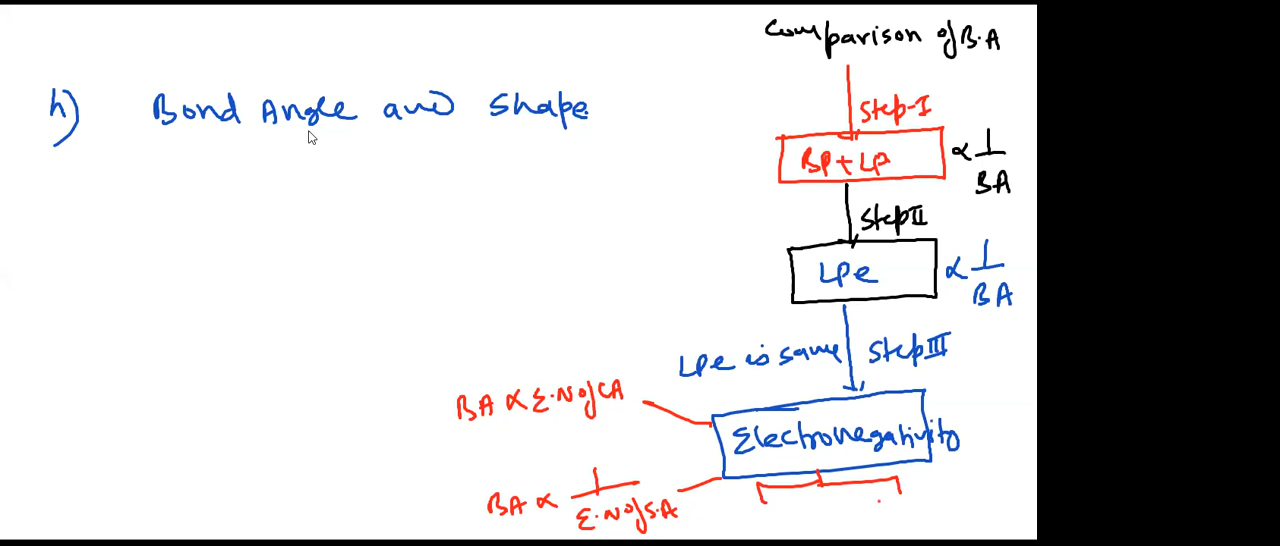 Comparison of B.A
h) Bond Angle and Shape
Step-I
BP + LP ∝ 1/BA
Step II
LPe ∝ 1/BA
LPe is same Step III
BA ∝ E.N of CA
Electronegativity
BA ∝ 1/E.N of S.A